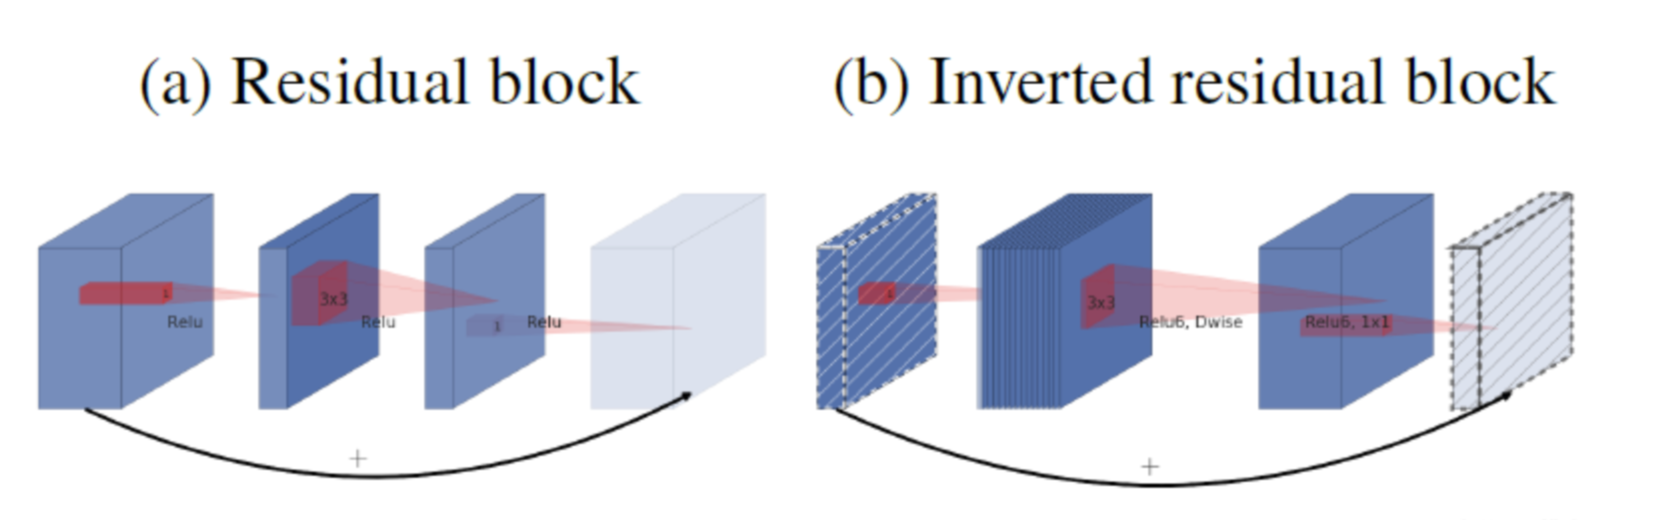 (a) Residual block
(b) Inverted residual block
1
3x3
Relu
Relu
1
Relu
+
1
3x3
Relu6, Dwise
Relu6, 1x1
+